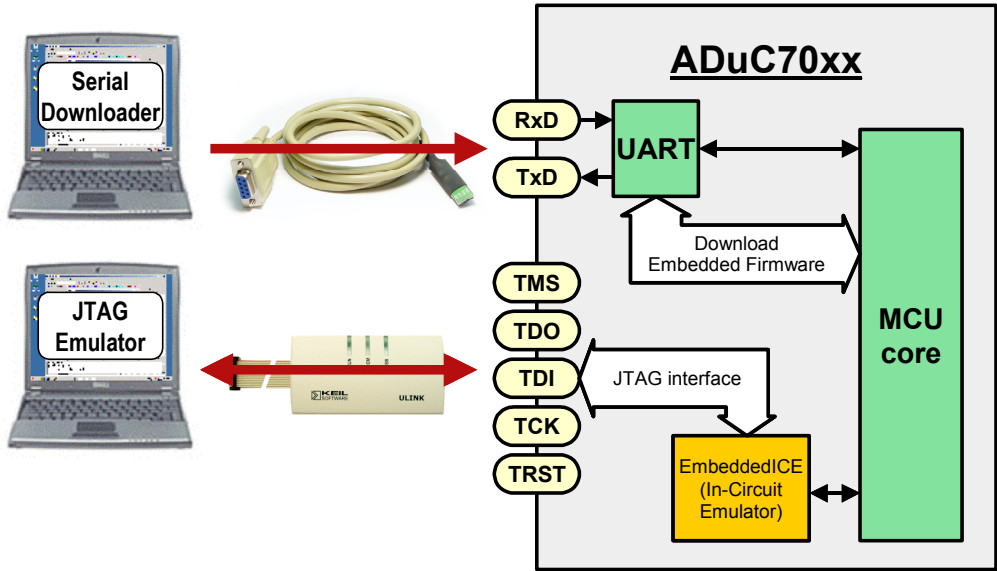 ADuC70xx
Serial
Downloader
RxD
UART
TxD
Download
Embedded Firmware
MCU
core
JTAG
Emulator
TMS
TDO
TDI
TCK
TRST
JTAG interface
KEIL
SOFTWARE
ULINK
EmbeddedICE
(In-Circuit
Emulator)